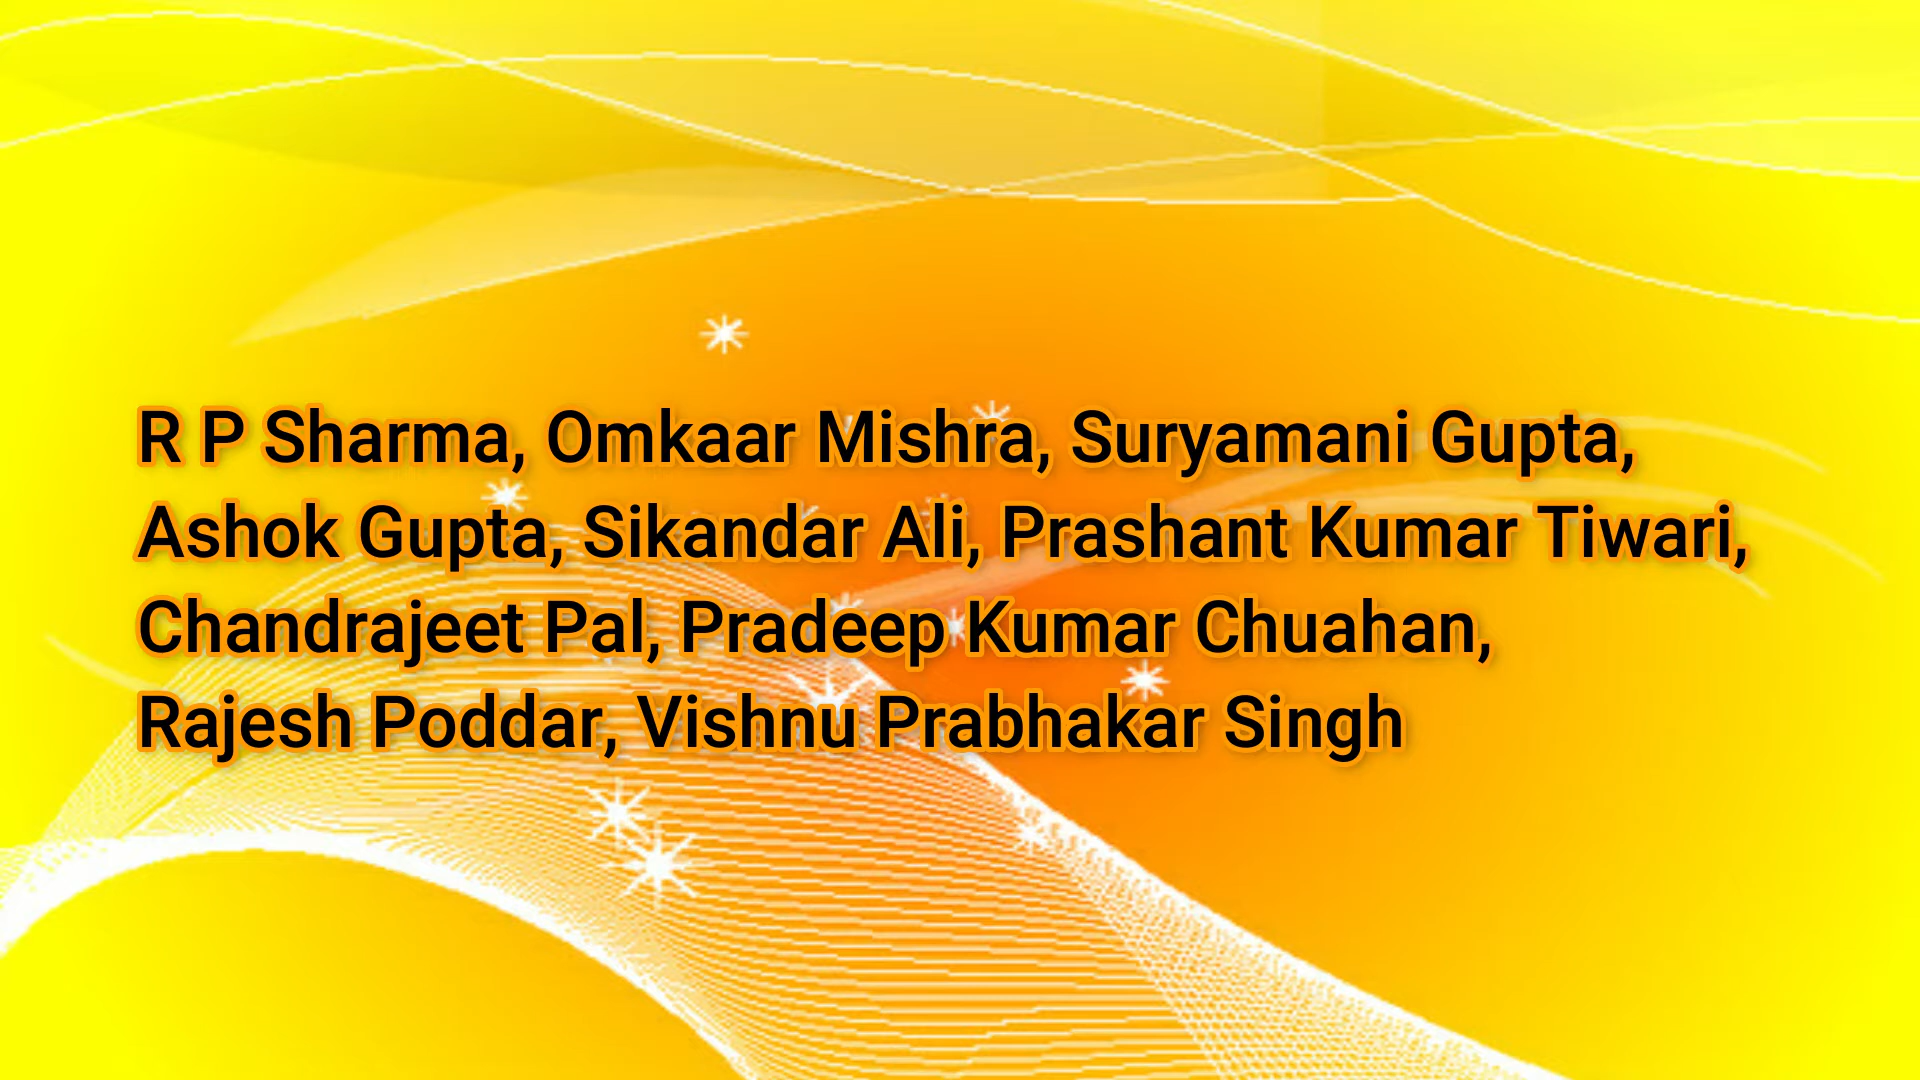 R P Sharma, Omkaar Mishra, Suryamani Gupta,
Ashok Gupta, Sikandar Ali, Prashant Kumar Tiwari,
Chandrajeet Pal, Pradeep Kumar Chuahan,
Rajesh Poddar, Vishnu Prabhakar Singh